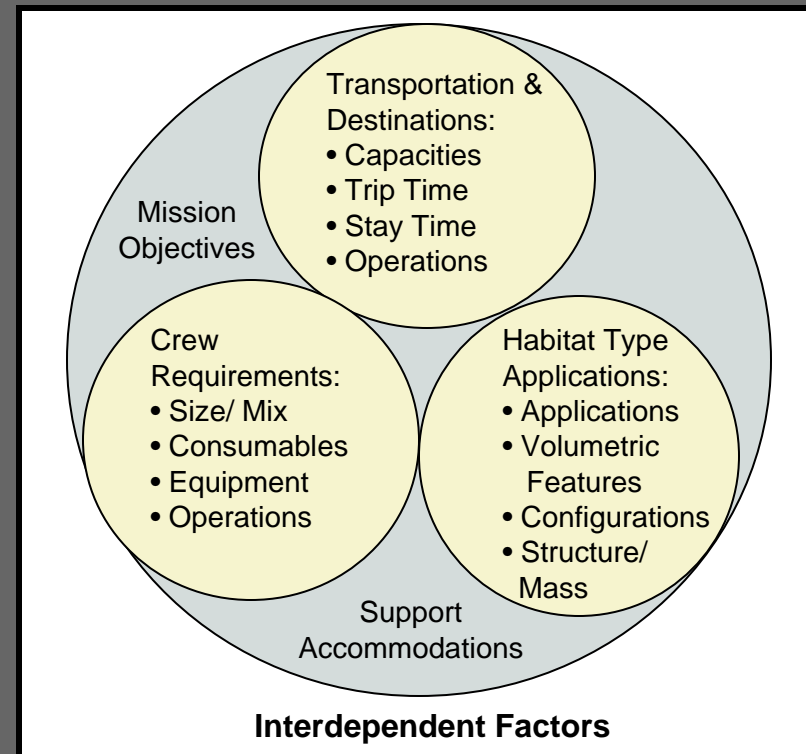 Transportation &
Destinations:
• Capacities
• Trip Time
• Stay Time
• Operations
Mission
Objectives
Crew
Requirements:
• Size/ Mix
• Consumables
• Equipment
• Operations
Habitat Type
Applications:
• Applications
• Volumetric
Features
• Configurations
• Structure/
Mass
Support
Accommodations
Interdependent Factors